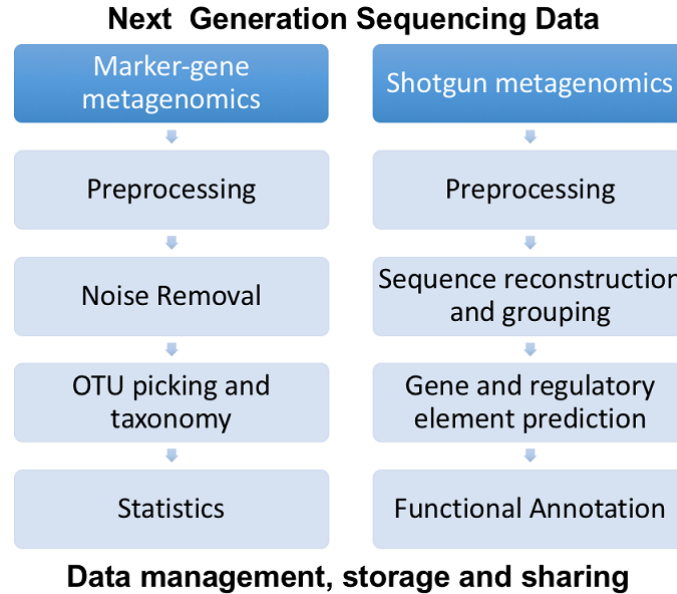 Next Generation Sequencing Data
Marker-gene
metagenomics
Preprocessing
Noise Removal
OTU picking and
taxonomy
Statistics
Shotgun metagenomics
Preprocessing
Sequence reconstruction
and grouping
Gene and regulatory
element prediction
Functional Annotation
Data management, storage and sharing